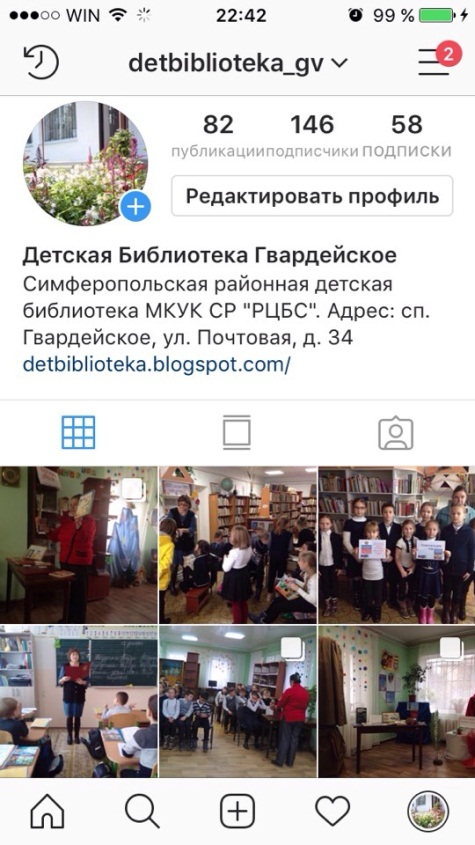 WIN 22:42 99 %
detbiblioteka_gv
2
82 146 58
публикации подписчики подписки
Редактировать профиль
Детская Библиотека Гвардейское
Симферопольская районная детская
библиотека МКУК СР "РЦБС". Адрес: сп.
Гвардейское, ул. Почтовая, д. 34
detbiblioteka.blogspot.com/